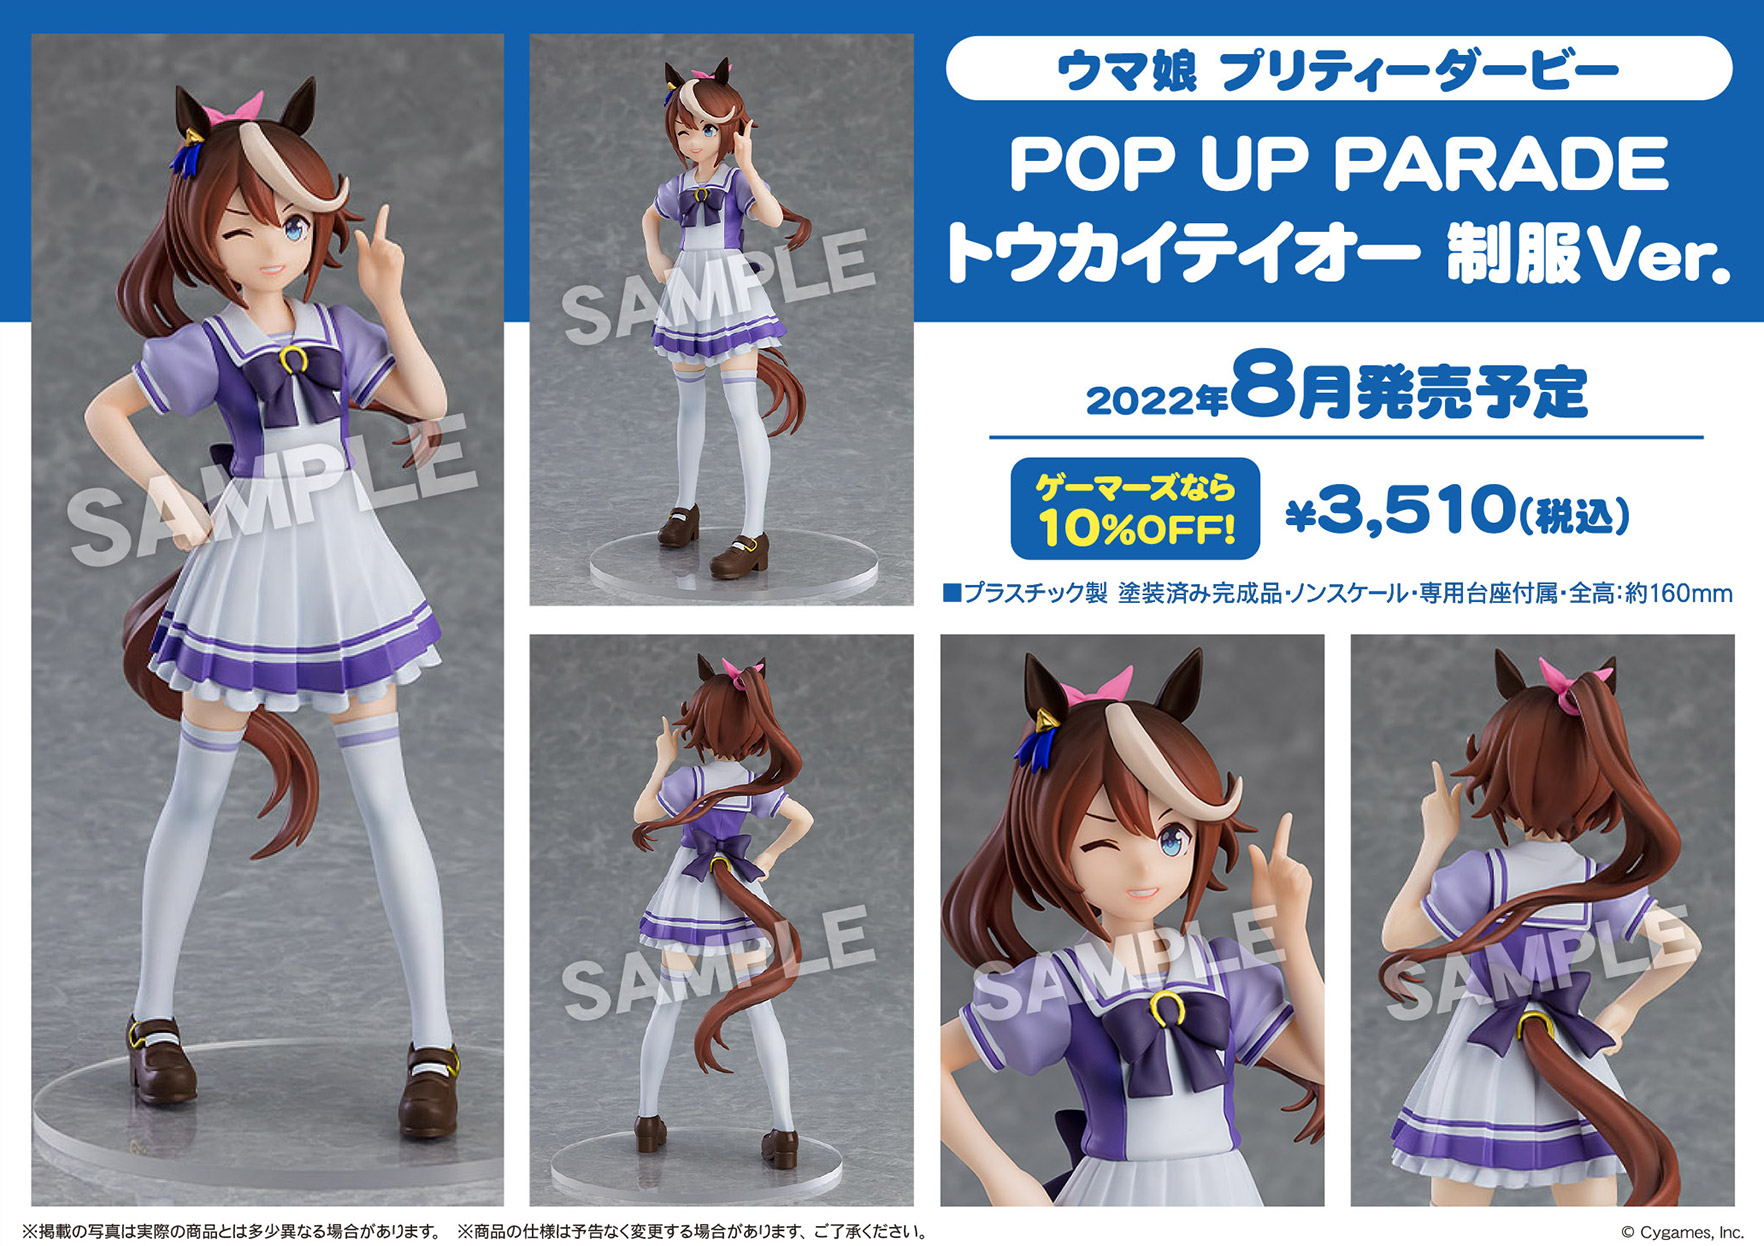 ウマ娘 プリティーダービー
POP UP PARADE
トウカイテイオー 制服Ver.
2022年8月発売予定
ゲーマーズなら
10%OFF!
¥3,510(税込)
■プラスチック製 塗装済み完成品・ノンスケール・専用台座付属・全高:約160mm
SAMPLE
SAMPLE
SAMPLE
SAMPLE
SAMPLE
※掲載の写真は実際の商品とは多少異なる場合があります。 ※商品の仕様は予告なく変更する場合があります、ご了承ください。
© Cygames, Inc.